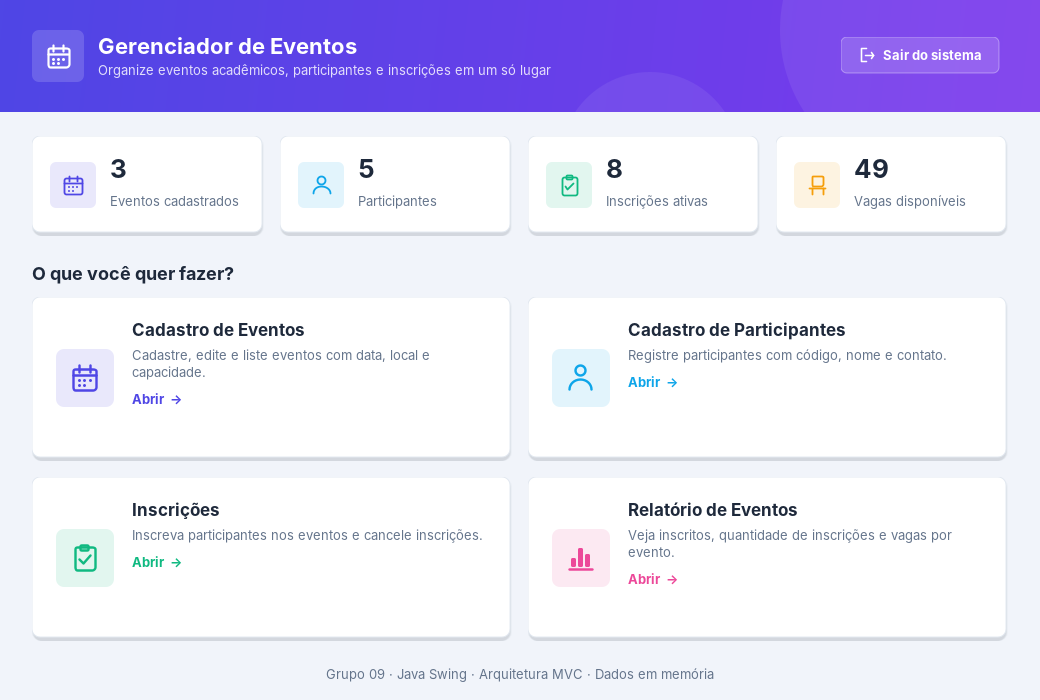 Gerenciador de Eventos
Organize eventos acadêmicos, participantes e inscrições em um só lugar
Sair do sistema
3
Eventos cadastrados
5
Participantes
8
Inscrições ativas
49
Vagas disponíveis
O que você quer fazer?
Cadastro de Eventos
Cadastre, edite e liste eventos com data, local e
capacidade.
Abrir →
Cadastro de Participantes
Registre participantes com código, nome e contato.
Abrir →
Inscrições
Inscreva participantes nos eventos e cancele inscrições.
Abrir →
Relatório de Eventos
Veja inscritos, quantidade de inscrições e vagas por
evento.
Abrir →
Grupo 09 · Java Swing · Arquitetura MVC · Dados em memória